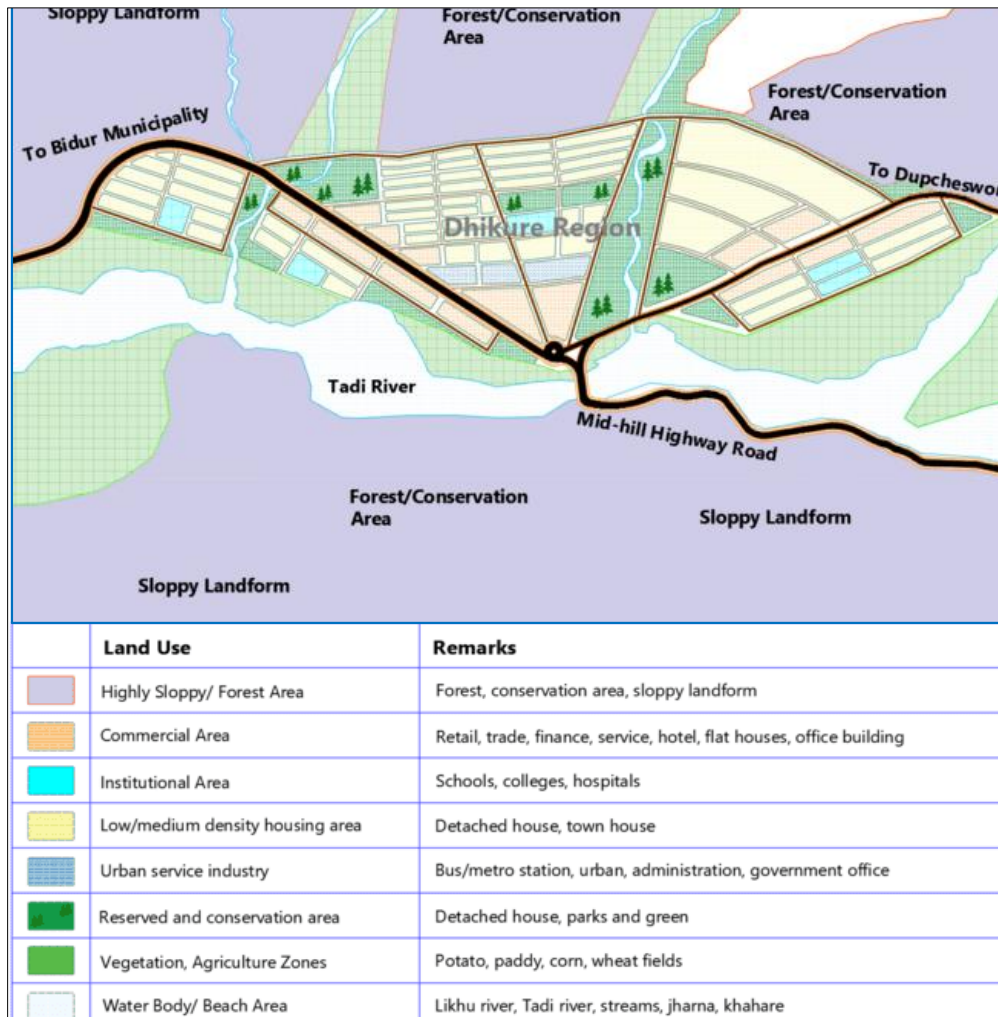 Sloppy Landform
Forest/Conservation
Area
Forest/Conservation
Area
To Bidur Municipality
To Dupcheswo
Dhikure Region
Tadi River
Mid-hill Highway Road
Forest/Conservation
Area
Sloppy Landform
Sloppy Landform
Land Use Remarks
Highly Sloppy/ Forest Area Forest, conservation area, sloppy landform
Commercial Area Retail, trade, finance, service, hotel, flat houses, office building
Institutional Area Schools, colleges, hospitals
Low/medium density housing area Detached house, town house
Urban service industry Bus/metro station, urban, administration, government office
Reserved and conservation area Detached house, parks and green
Vegetation, Agriculture Zones Potato, paddy, corn, wheat fields
Water Body/ Beach Area Likhu river, Tadi river, streams, jharna, khahare